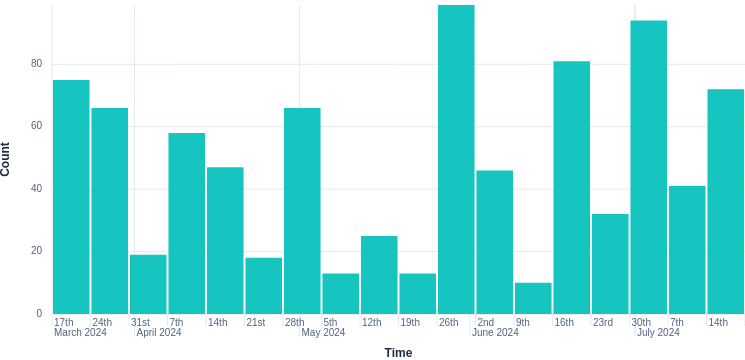 Count
80
60
40
20
0
17th 24th 31st 7th 14th 21st 28th 5th 12th 19th 26th 2nd 9th 16th 23rd 30th 7th 14th
March 2024 April 2024 May 2024 June 2024 July 2024
Time